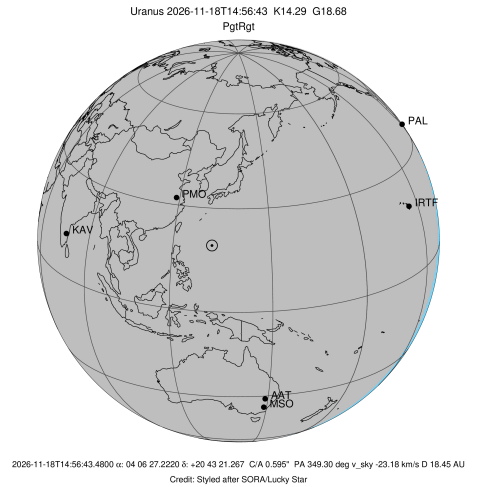 Uranus 2026-11-18T14:56:43  K14.29  G18.68
PgtRgt
PAL
PMO
IRTF
KAV
AAT
MSO
2026-11-18T14:56:43.4800 α: 04 06 27.2220 δ: +20 43 21.267  C/A 0.595"  PA 349.30 deg v_sky -23.18 km/s D 18.45 AU
Credit: Styled after SORA/Lucky Star